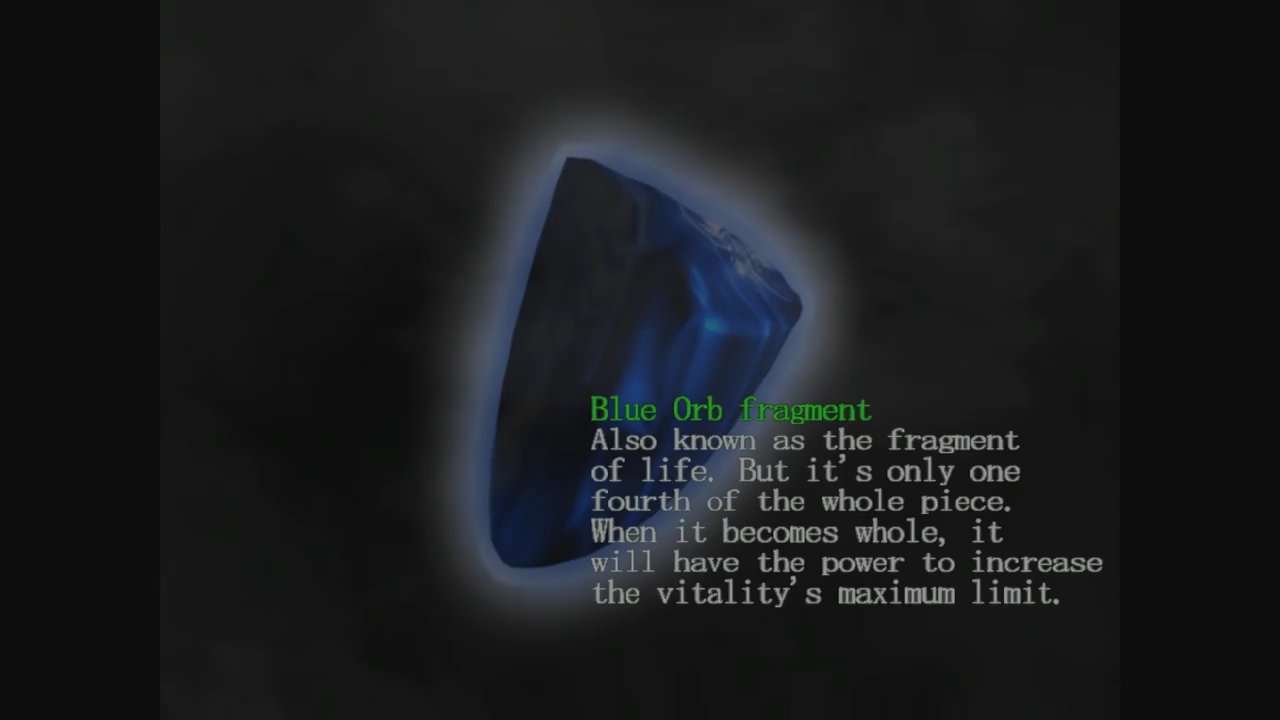 Blue Orb fragment
Also known as the fragment
of life. But it's only one
fourth of the whole piece.
When it becomes whole, it
will have the power to increase
the vitality's maximum limit.